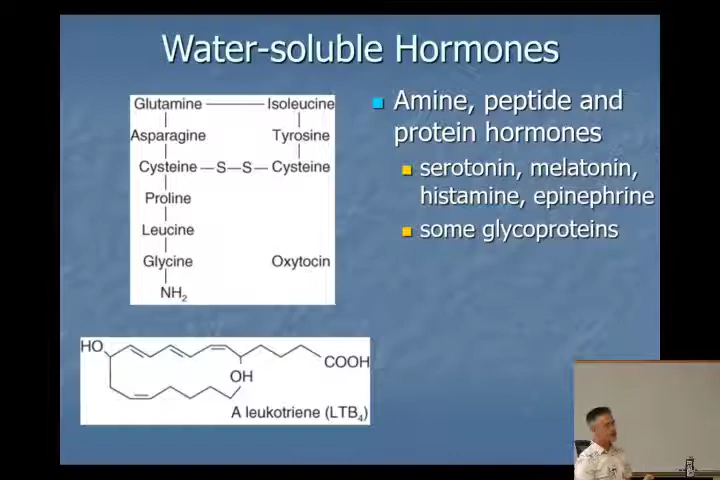 Water-soluble Hormones
Glutamine Isoleucine
Asparagine Tyrosine
Cysteine —S—S— Cysteine
Proline
Leucine
Glycine Oxytocin
NH₂
Amine, peptide and
protein hormones
serotonin, melatonin,
histamine, epinephrine
some glycoproteins
HO
COOH
OH
A leukotriene (LTB₄)